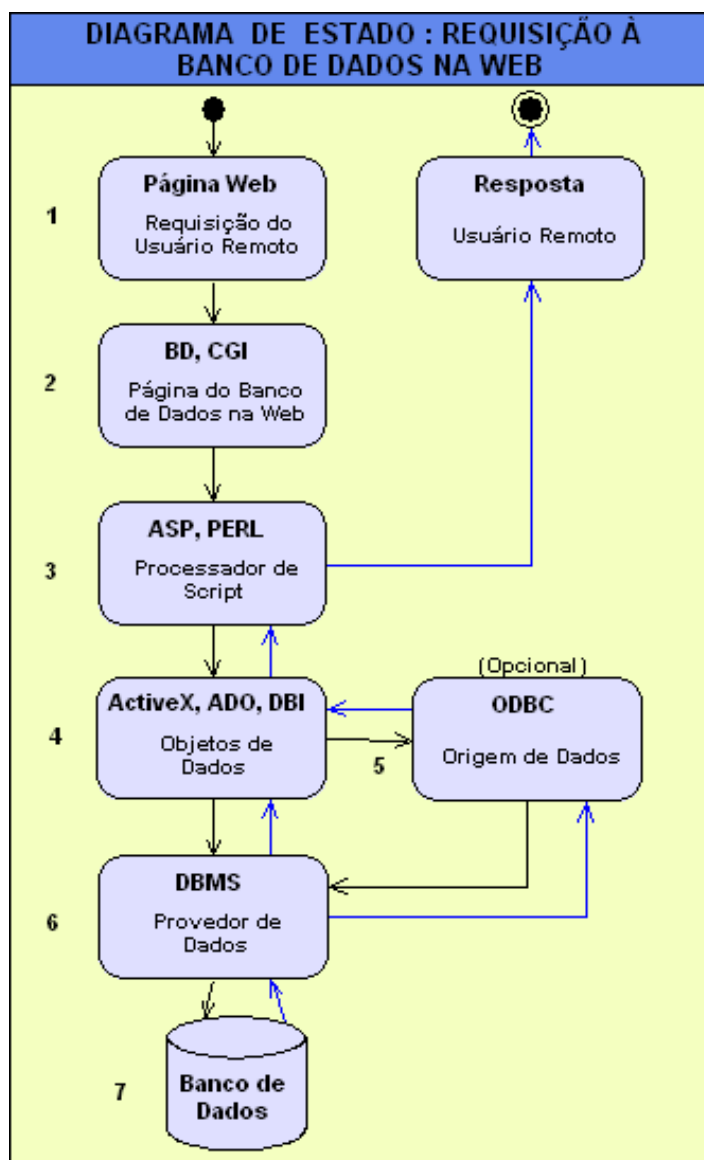 DIAGRAMA DE ESTADO : REQUISIÇÃO À
BANCO DE DADOS NA WEB
1
Página Web
Requisição do
Usuário Remoto
Resposta
Usuário Remoto
2
BD, CGI
Página do Banco
de Dados na Web
3
ASP, PERL
Processador de
Script
4
ActiveX, ADO, DBI
Objetos de
Dados
5
(Opcional)
ODBC
Origem de Dados
6
DBMS
Provedor de
Dados
7
Banco de
Dados